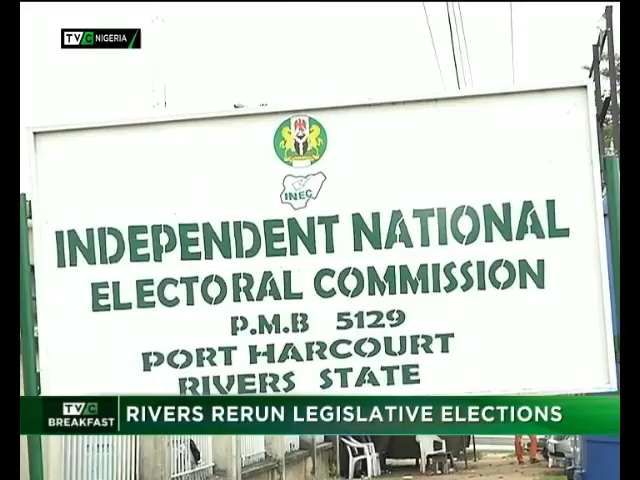 TVC NIGERIA
INEC
INDEPENDENT NATIONAL
ELECTORAL COMMISSION
P.M.B 5129
PORT HARCOURT
RIVERS STATE
TVC
BREAKFAST
RIVERS RERUN LEGISLATIVE ELECTIONS